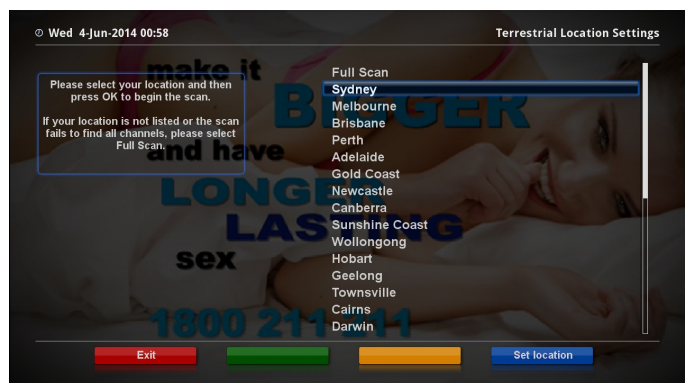 Wed 4-Jun-2014 00:58
Terrestrial Location Settings
Please select your location and then
press OK to begin the scan.
If your location is not listed or the scan
fails to find all channels, please select
Full Scan.
Full Scan
Sydney
Melbourne
Brisbane
Perth
Adelaide
Gold Coast
Newcastle
Canberra
Sunshine Coast
Wollongong
Hobart
Geelong
Townsville
Cairns
Darwin
make it
BIGGER
and have
LONGER
LASTING
sex
1800 211 211
Exit
Set location